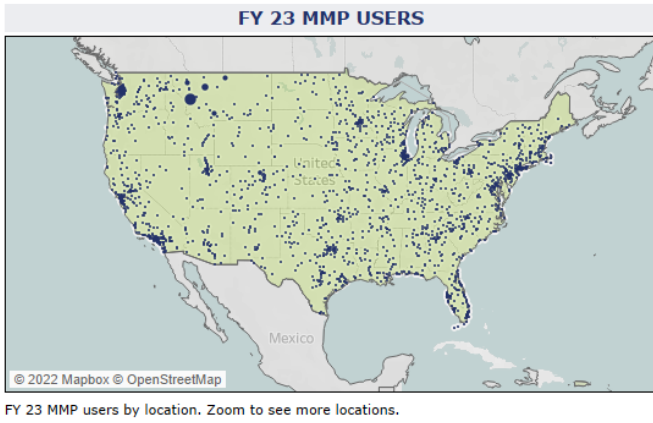 FY 23 MMP USERS
United
States
Mexico
© 2022 Mapbox © OpenStreetMap
FY 23 MMP users by location. Zoom to see more locations.